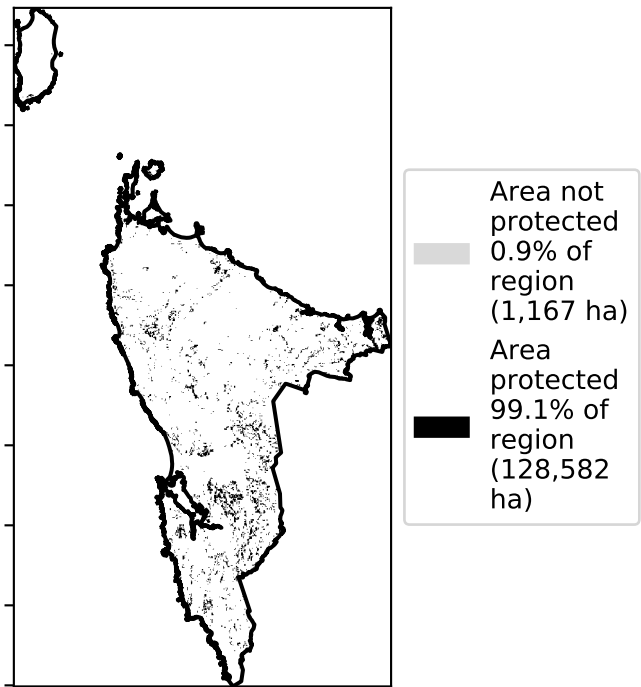 Area not
protected
0.9% of
region
(1,167 ha)
Area
protected
99.1% of
region
(128,582
ha)